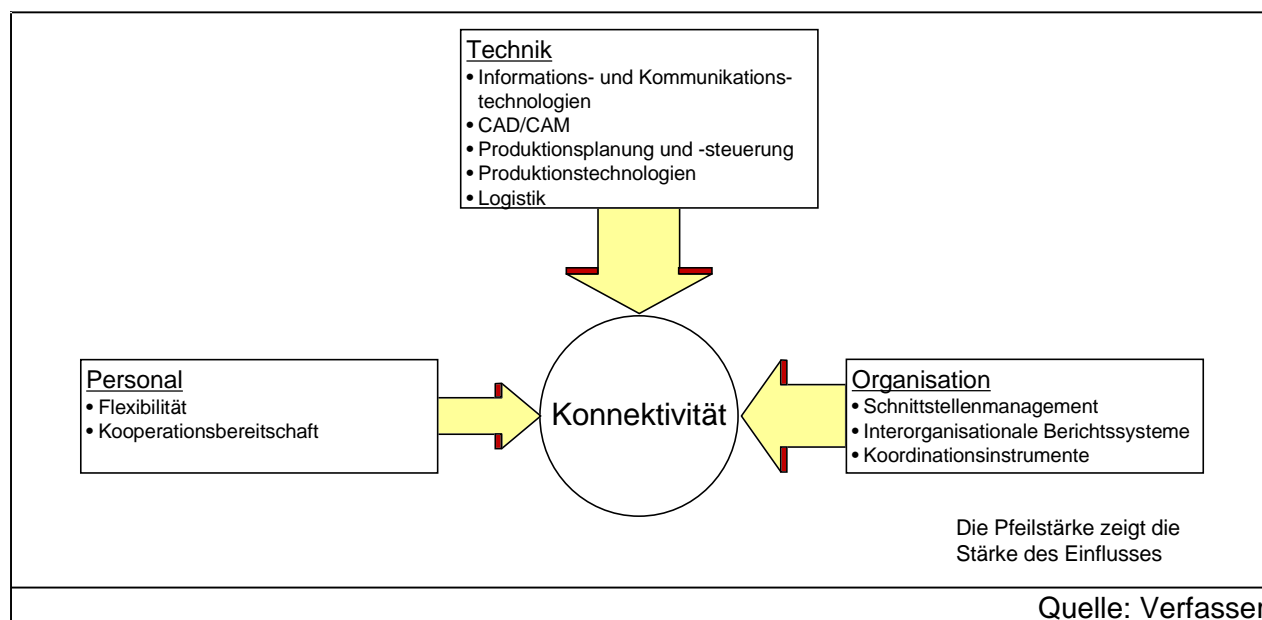 Technik
• Informations- und Kommunikations-
technologien
• CAD/CAM
• Produktionsplanung und -steuerung
• Produktionstechnologien
• Logistik
Personal
• Flexibilität
• Kooperationsbereitschaft
Konnektivität
Organisation
• Schnittstellenmanagement
• Interorganisationale Berichtssysteme
• Koordinationsinstrumente
Die Pfeilstärke zeigt die
Stärke des Einflusses
Quelle: Verfasser